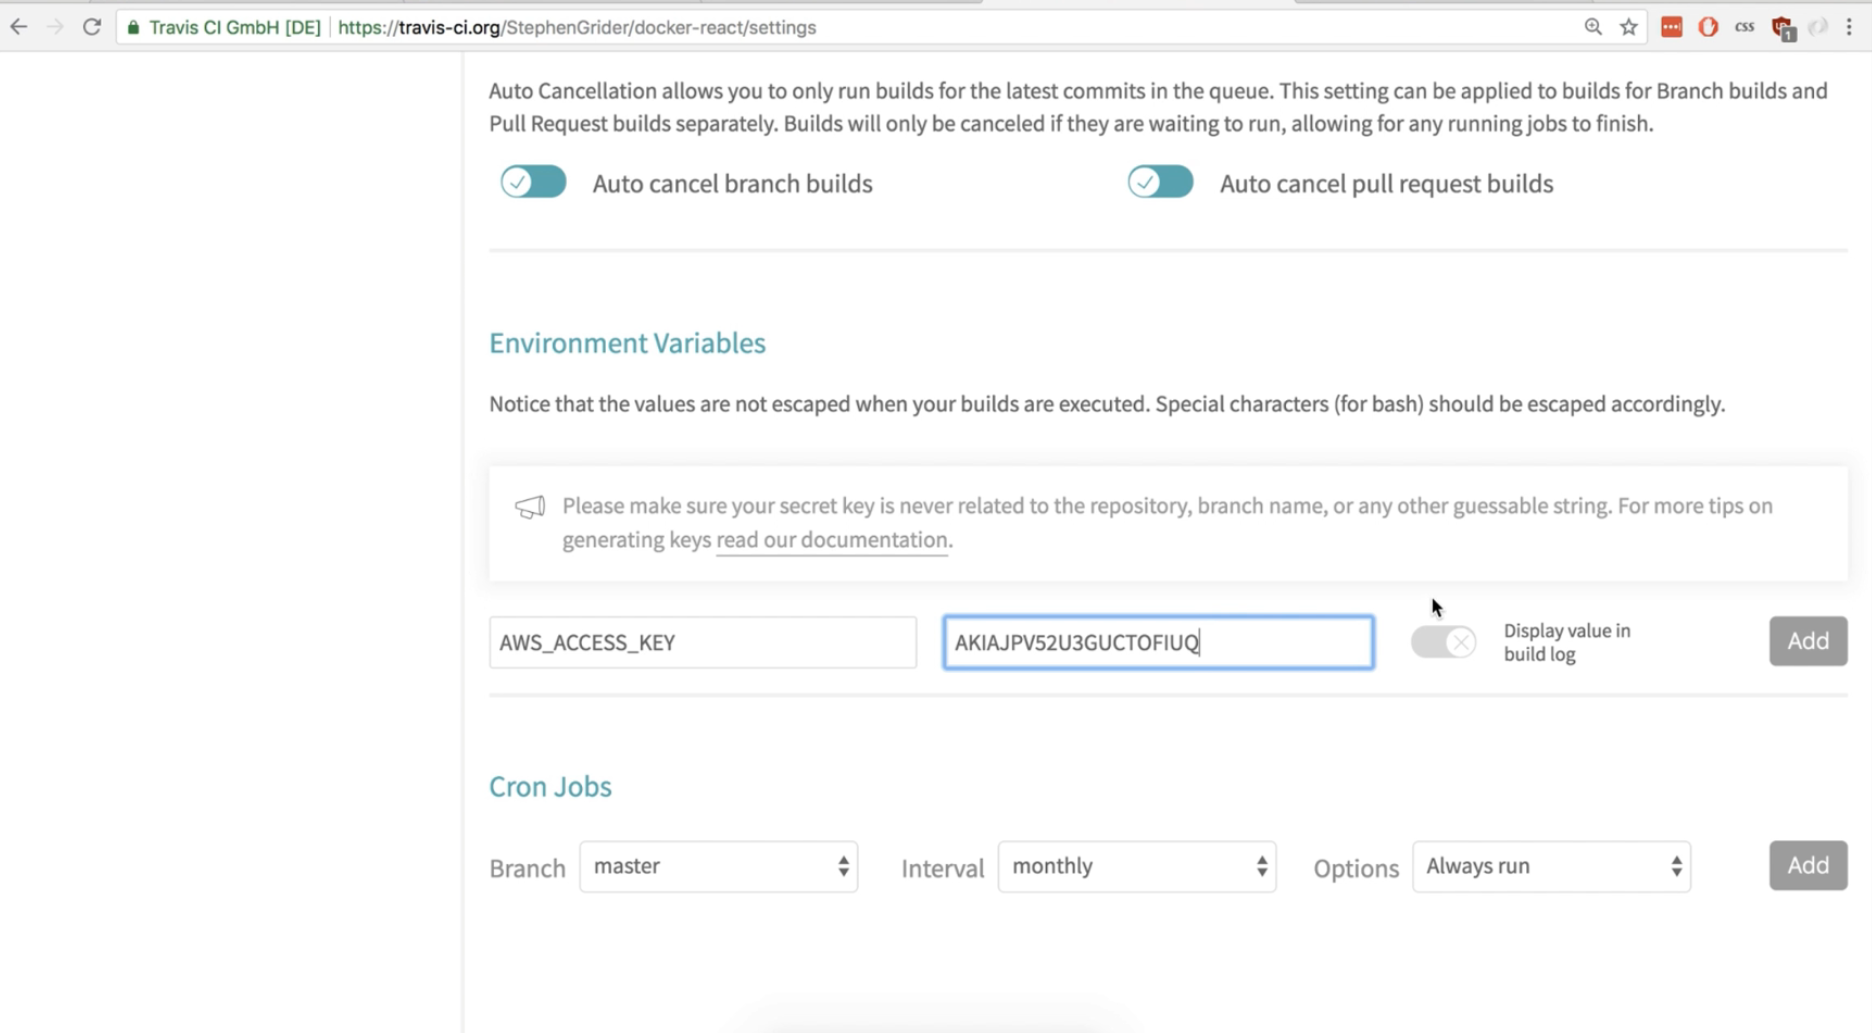 Travis CI GmbH [DE] https://travis-ci.org/StephenGrider/docker-react/settings
css
1
Auto Cancellation allows you to only run builds for the latest commits in the queue. This setting can be applied to builds for Branch builds and
Pull Request builds separately. Builds will only be canceled if they are waiting to run, allowing for any running jobs to finish.
Auto cancel branch builds
Auto cancel pull request builds
Environment Variables
Notice that the values are not escaped when your builds are executed. Special characters (for bash) should be escaped accordingly.
Please make sure your secret key is never related to the repository, branch name, or any other guessable string. For more tips on
generating keys read our documentation.
AWS_ACCESS_KEY
AKIAJPV52U3GUCTOFIUQ
Display value in
build log
Add
Cron Jobs
Branch master Interval monthly Options Always run Add